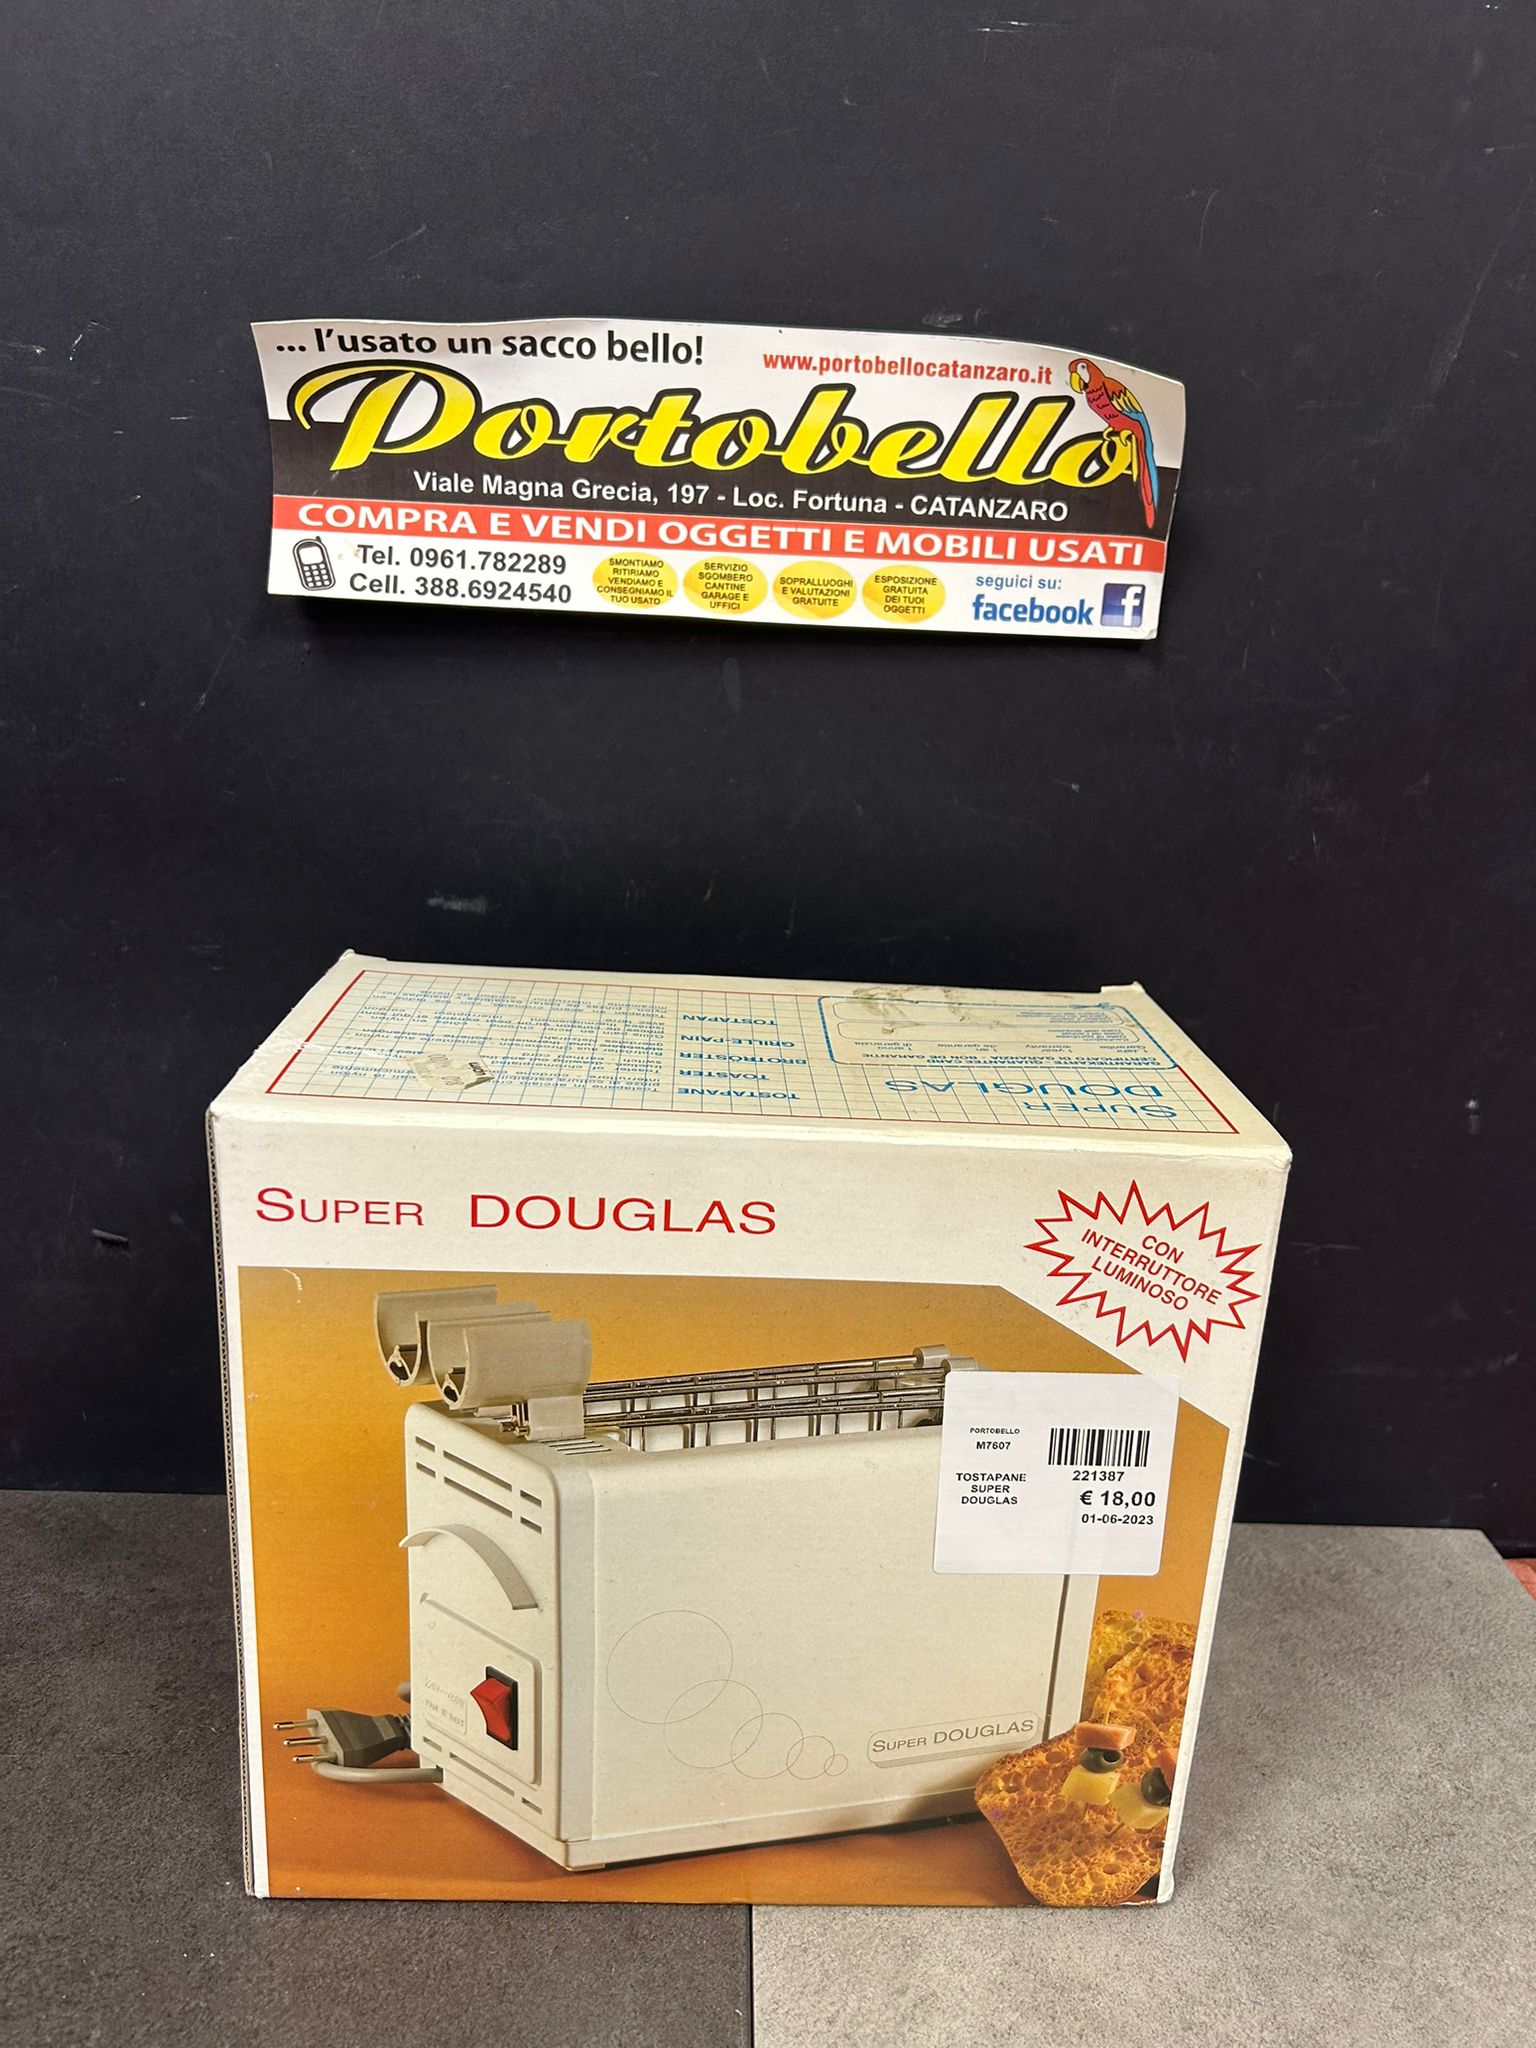 ... l'usato un sacco bello!
www.portobellocatanzaro.it
Portobello
Viale Magna Grecia, 197 - Loc. Fortuna - CATANZARO
COMPRA E VENDI OGGETTI E MOBILI USATI
Tel. 0961.782289
Cell. 388.6924540
SMONTIAMO
RITIRIAMO
VENDIAMO E
CONSEGNIAMO IL
TUO USATO
SERVIZIO
SGOMBERO
CANTINE
GARAGE E
UFFICI
SOPRALLUOGHI
E VALUTAZIONI
GRATUITE
ESPOSIZIONE
GRATUITA
DEI TUOI
OGGETTI
seguici su:
facebook f
SUPER
DOUGLAS
TOSTAPANE
TOASTER
BROTRÖSTER
GRILLE-PAIN
TOSTAPAN
SUPER DOUGLAS
CON
INTERRUTTORE
LUMINOSO
PORTOBELLO
M7607
TOSTAPANE
SUPER
DOUGLAS
221387
€ 18,00
01-06-2023
SUPER DOUGLAS